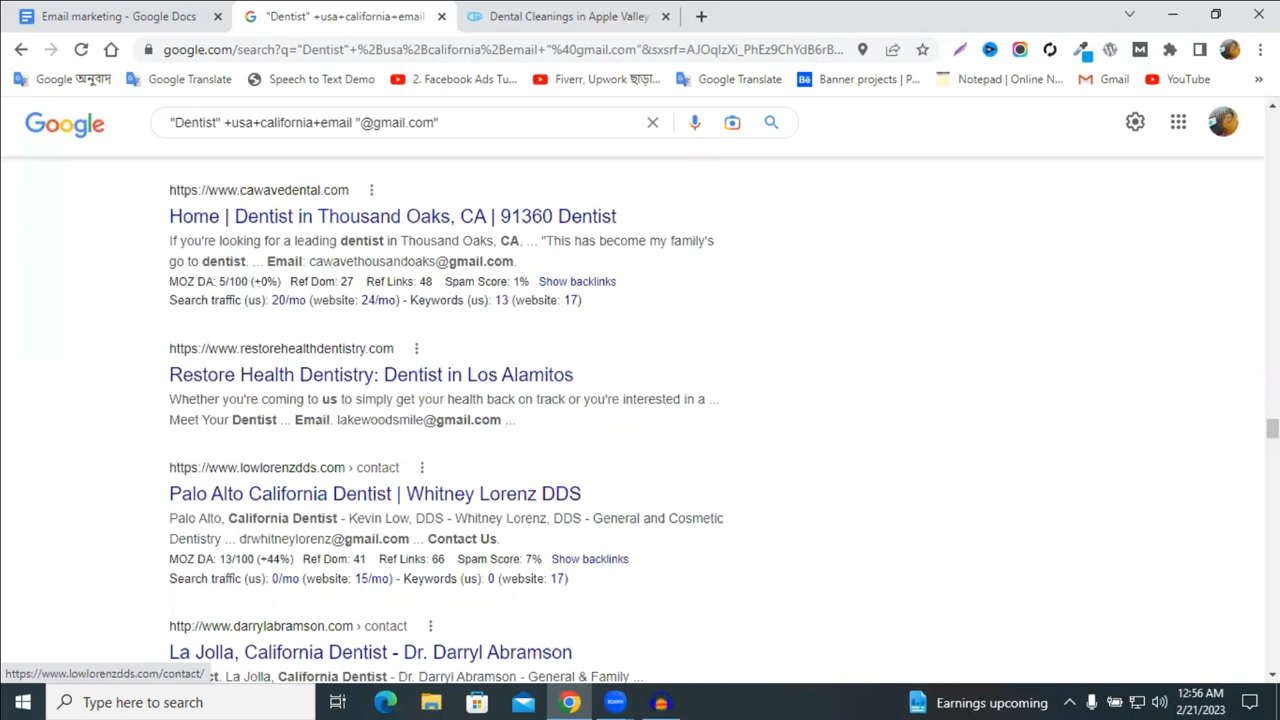 Email marketing - Google Docs
"Dentist" +usa+california+email
Dental Cleanings in Apple Valley
google.com/search?q="Dentist"+%2Busa%2Bcalifornia%2Bemail+"%40gmail.com"&sxsrf=AJOqlzXi_PhEz9ChYdB6rB...
Google অনুবাদ
Google Translate
Speech to Text Demo
2. Facebook Ads Tu...
Fiverr, Upwork ছাড়া...
Google Translate
Banner projects | P...
Notepad | Online N...
Gmail
YouTube
Google
"Dentist" +usa+california+email "@gmail.com"
https://www.cawavedental.com
Home | Dentist in Thousand Oaks, CA | 91360 Dentist
If you're looking for a leading dentist in Thousand Oaks, CA, ... "This has become my family's
go to dentist. ... Email: cawavethousandoaks@gmail.com.
MOZ DA: 5/100 (+0%) Ref Dom: 27 Ref Links: 48 Spam Score: 1% Show backlinks
Search traffic (us): 20/mo (website: 24/mo) - Keywords (us): 13 (website: 17)
https://www.restorehealthdentistry.com
Restore Health Dentistry: Dentist in Los Alamitos
Whether you're coming to us to simply get your health back on track or you're interested in a ...
Meet Your Dentist ... Email. lakewoodsmile@gmail.com ...
https://www.lowlorenzdds.com › contact
Palo Alto California Dentist | Whitney Lorenz DDS
Palo Alto, California Dentist - Kevin Low, DDS - Whitney Lorenz, DDS - General and Cosmetic
Dentistry ... drwhitneylorenz@gmail.com ... Contact Us.
MOZ DA: 13/100 (+44%) Ref Dom: 41 Ref Links: 66 Spam Score: 7% Show backlinks
Search traffic (us): 0/mo (website: 15/mo) - Keywords (us): 0 (website: 17)
http://www.darrylabramson.com › contact
La Jolla, California Dentist - Dr. Darryl Abramson
La Jolla, California Dentist - Dr. Darryl Abramson - General & Family ...
https://www.lowlorenzdds.com/contact/
Type here to search
zoom
Earnings upcoming
12:56 AM
2/21/2023